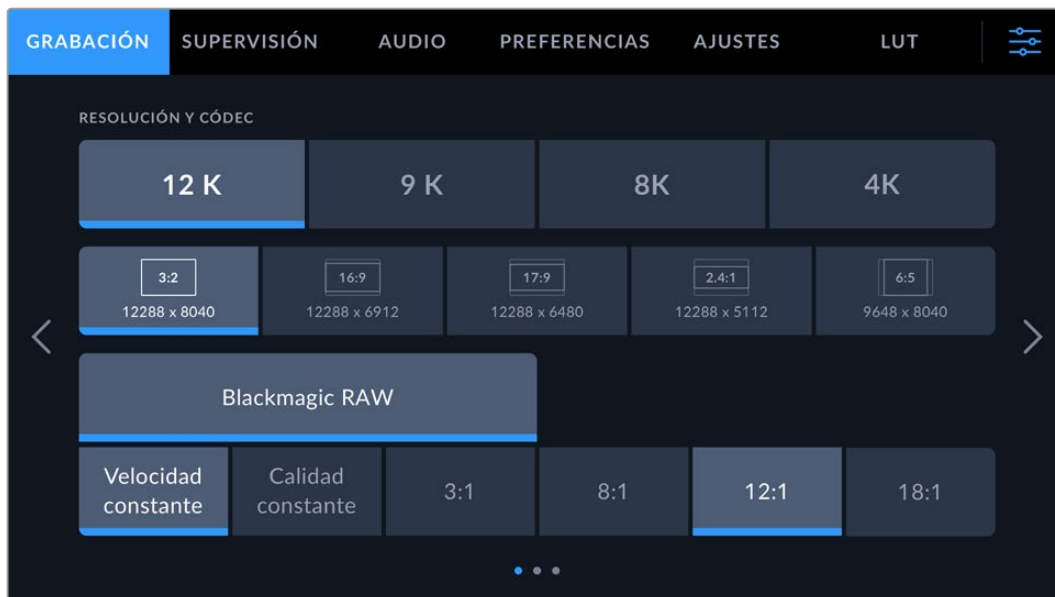 GRABACIÓN SUPERVISIÓN AUDIO PREFERENCIAS AJUSTES LUT
RESOLUCIÓN Y CÓDEC
12 K 9 K 8K 4K
3:2 16:9 17:9 2.4:1 6:5
12288 x 8040 12288 x 6912 12288 x 6480 12288 x 5112 9648 x 8040
Blackmagic RAW
Velocidad constante Calidad constante 3:1 8:1 12:1 18:1